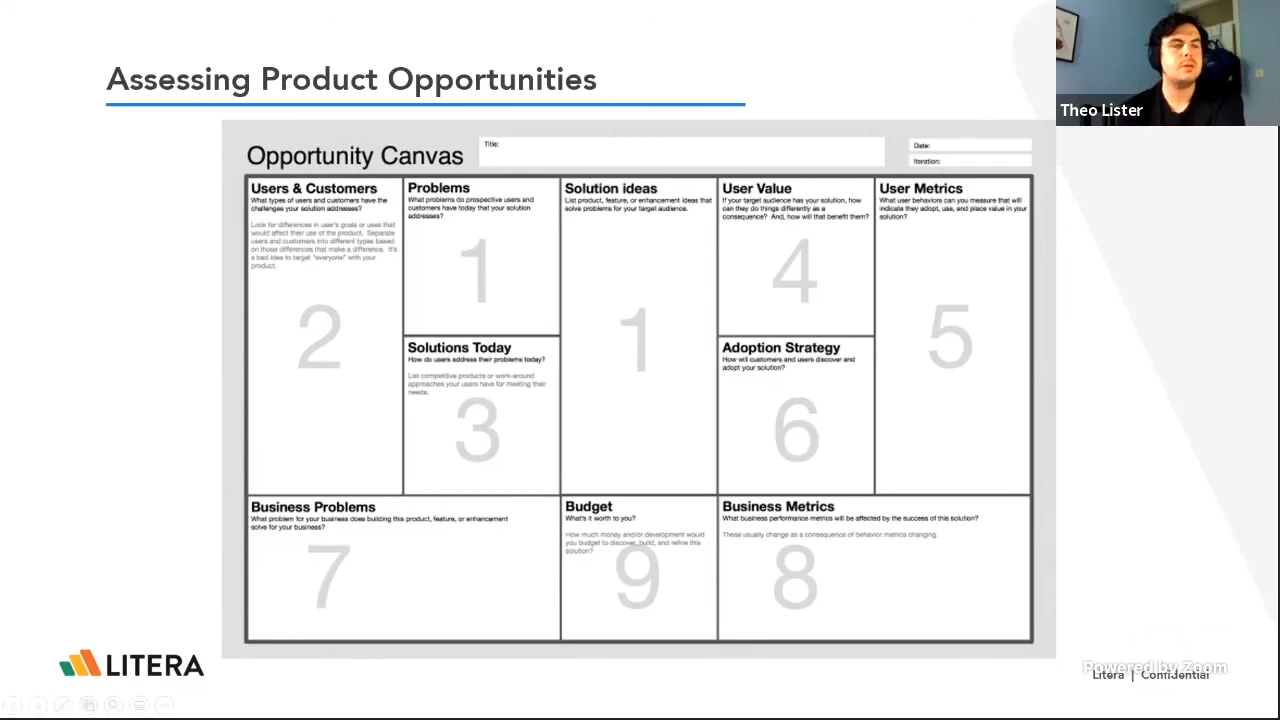 Assessing Product Opportunities
Theo Lister
Opportunity Canvas
Title:
Date:
Iteration:
Users & Customers
What types of users and customers have the
challenges your solution addresses?
Look for differences in user's goals or uses that
would affect their use of the product. Separate
users and customers into different types based
on those differences that make a difference. It's
a bad idea to target "everyone" with your
product.
2
Problems
What problems do prospective users and
customers have today that your solution
addresses?
1
Solutions Today
How do users address their problems today?
List competitive products or work-around
approaches your users have for meeting their
needs.
3
Solution ideas
List product, feature, or enhancement ideas that
solve problems for your target audience.
1
User Value
If your target audience has your solution, how
can they do things differently as a
consequence? And, how will that benefit them?
4
Adoption Strategy
How will customers and users discover and
adopt your solution?
6
User Metrics
What user behaviors can you measure that will
indicate they adopt, use, and place value in your
solution?
5
Business Problems
What problem for your business does building this product, feature, or enhancement
solve for your business?
7
Budget
What's it worth to you?
How much money and/or development would
you budget to discover, build, and refine this
solution?
9
Business Metrics
What business performance metrics will be affected by the success of this solution?
These usually change as a consequence of behavior metrics changing.
8
LITERA
Powered by Zoom
Litera | Confidential